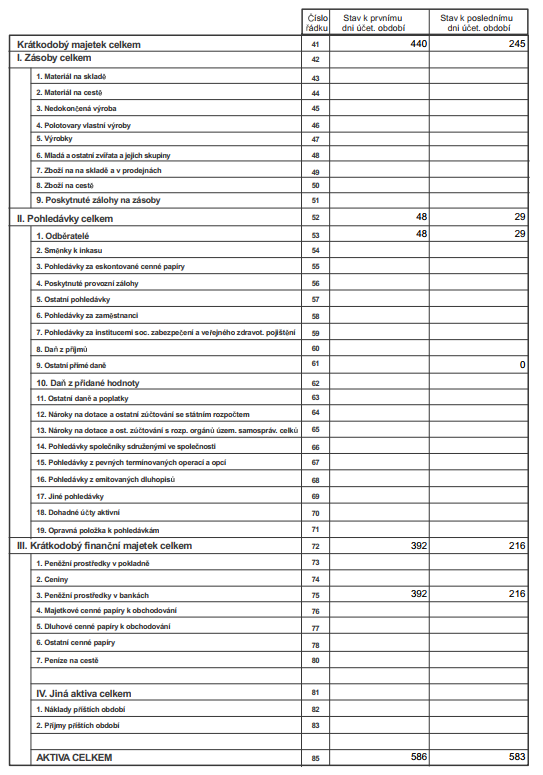 Číslo řádku Stav k prvnímu dni účet. období Stav k poslednímu dni účet. období
Krátkodobý majetek celkem 41 440 245
I. Zásoby celkem 42
1. Materiál na skladě 43
2. Materiál na cestě 44
3. Nedokončená výroba 45
4. Polotovary vlastní výroby 46
5. Výrobky 47
6. Mladá a ostatní zvířata a jejich skupiny 48
7. Zboží na na skladě a v prodejnách 49
8. Zboží na cestě 50
9. Poskytnuté zálohy na zásoby 51
II. Pohledávky celkem 52 48 29
1. Odběratelé 53 48 29
2. Směnky k inkasu 54
3. Pohledávky za eskontované cenné papíry 55
4. Poskytnuté provozní zálohy 56
5. Ostatní pohledávky 57
6. Pohledávky za zaměstnanci 58
7. Pohledávky za institucemi soc. zabezpečení a veřejného zdravot. pojištění 59
8. Daň z příjmů 60
9. Ostatní přímé daně 61 0
10. Daň z přidané hodnoty 62
11. Ostatní daně a poplatky 63
12. Nároky na dotace a ostatní zúčtování se státním rozpočtem 64
13. Nároky na dotace a ost. zúčtování s rozp. orgánů územ. samospráv. celků 65
14. Pohledávky společníky sdruženými ve společnosti 66
15. Pohledávky z pevných termínovaných operací a opcí 67
16. Pohledávky z emitovaných dluhopisů 68
17. Jiné pohledávky 69
18. Dohadné účty aktivní 70
19. Opravná položka k pohledávkám 71
III. Krátkodobý finanční majetek celkem 72 392 216
1. Peněžní prostředky v pokladně 73
2. Ceniny 74
3. Peněžní prostředky v bankách 75 392 216
4. Majetkové cenné papíry k obchodování 76
5. Dluhové cenné papíry k obchodování 77
6. Ostatní cenné papíry 78
7. Peníze na cestě 80
IV. Jiná aktiva celkem 81
1. Náklady příštích období 82
2. Příjmy příštích období 83
AKTIVA CELKEM 85 586 583